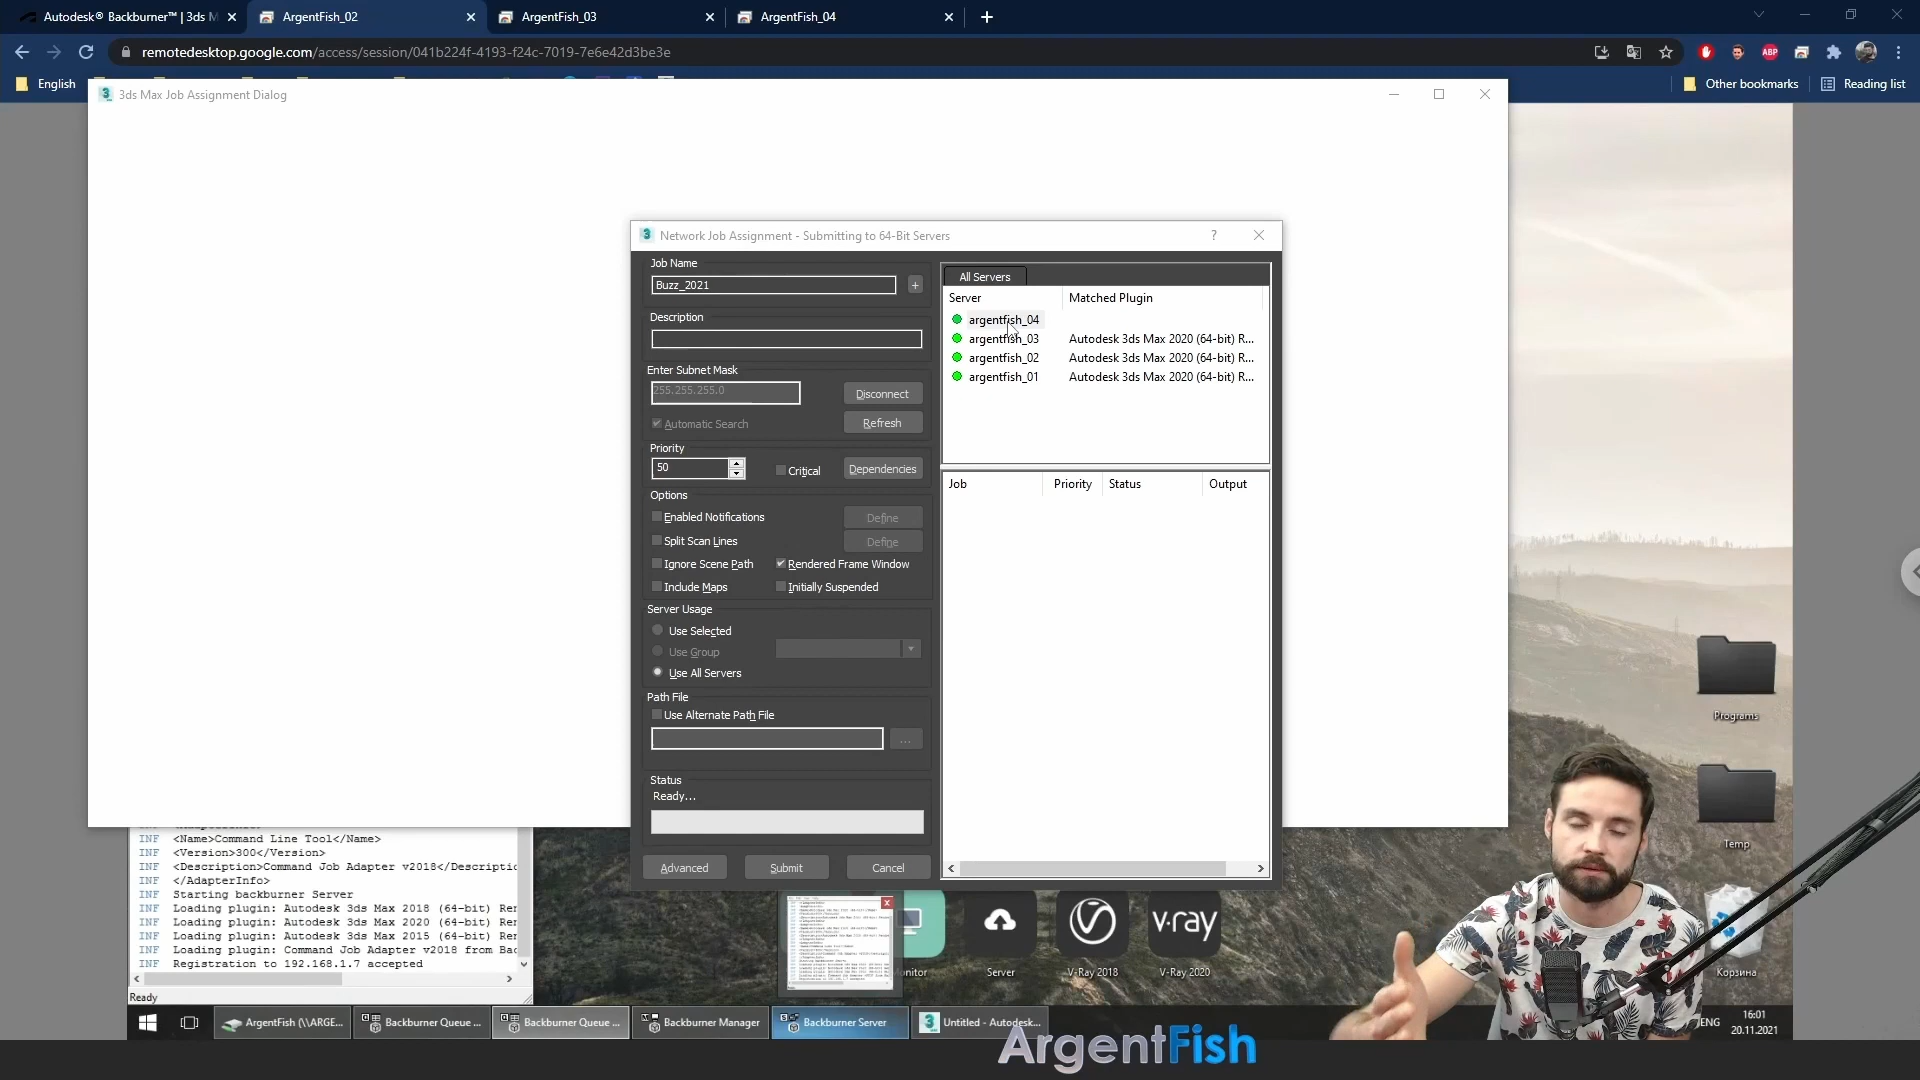 Autodesk® Backburner™ | 3ds M
ArgentFish_02
ArgentFish_03
ArgentFish_04
remotedesktop.google.com/access/session/041b224f-4193-f24c-7019-7e6e42d3be3e
ABP
English
Other bookmarks
Reading list
3ds Max Job Assignment Dialog
Network Job Assignment - Submitting to 64-Bit Servers
Job Name
Buzz_2021
+
Description
Enter Subnet Mask
255.255.255.0
Disconnect
Automatic Search
Refresh
Priority
50
Critical
Dependencies
Options
Enabled Notifications
Define
Split Scan Lines
Define
Ignore Scene Path
Rendered Frame Window
Include Maps
Initially Suspended
Server Usage
Use Selected
Use Group
Use All Servers
Path File
Use Alternate Path File
...
Status
Ready...
Advanced
Submit
Cancel
All Servers
Server Matched Plugin
argentfish_04
argentfish_03 Autodesk 3ds Max 2020 (64-bit) R...
argentfish_02 Autodesk 3ds Max 2020 (64-bit) R...
argentfish_01 Autodesk 3ds Max 2020 (64-bit) R...
Job Priority Status Output
Programs
Temp
Корзина
INF <Name>Command Line Tool</Name>
INF <Version>300</Version>
INF <Description>Command Job Adapter v2018</Descriptio
INF </AdapterInfo>
INF Starting backburner Server
INF Loading plugin: Autodesk 3ds Max 2018 (64-bit) Ren
INF Loading plugin: Autodesk 3ds Max 2020 (64-bit) Ren
INF Loading plugin: Autodesk 3ds Max 2015 (64-bit) Ren
INF Loading plugin: Command Job Adapter v2018 from Bac
INF Registration to 192.168.1.7 accepted
Ready
onitor
Server
V-Ray 2018
v·ray
V-Ray 2020
ArgentFish (\\ARGE...
Backburner Queue ...
Backburner Queue ...
Backburner Manager
Backburner Server
Untitled - Autodesk...
ENG
16:01
20.11.2021
ArgentFish